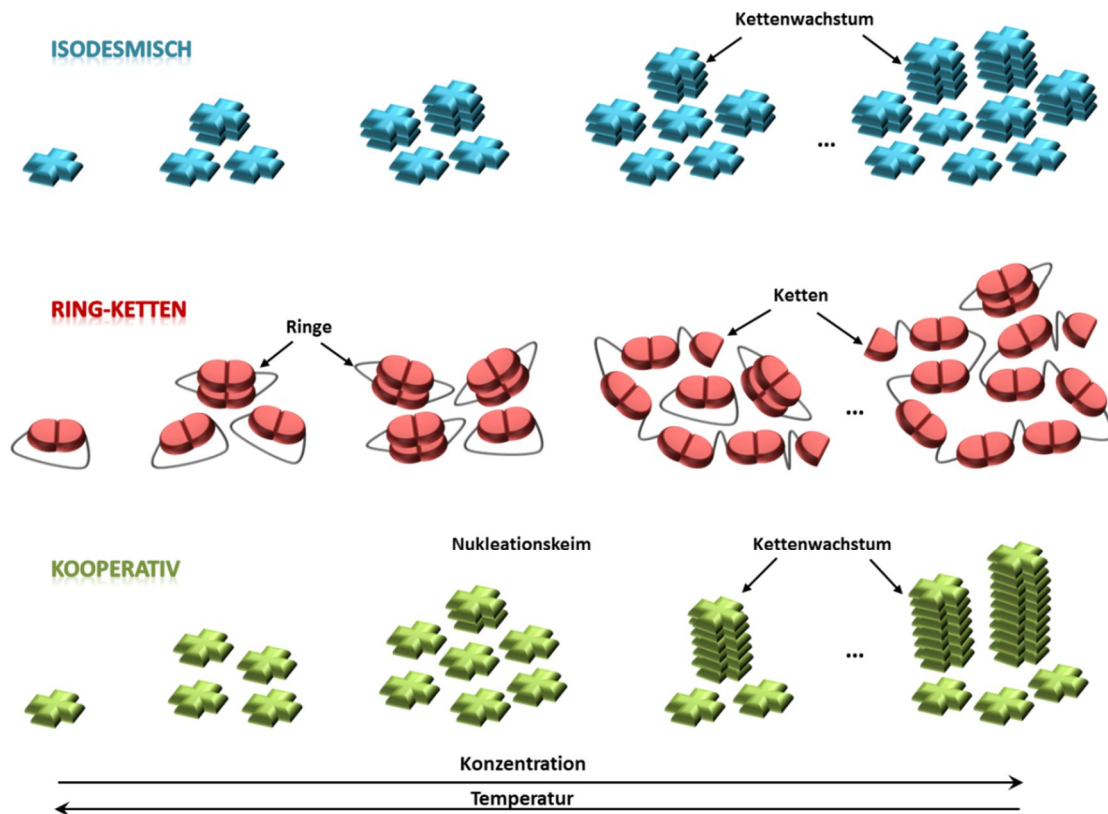 Kettenwachstum
ISODESMISCH
...
RING-KETTEN
Ringe
Ketten
...
Nukleationskeim
Kettenwachstum
KOOPERATIV
...
Konzentration
Temperatur